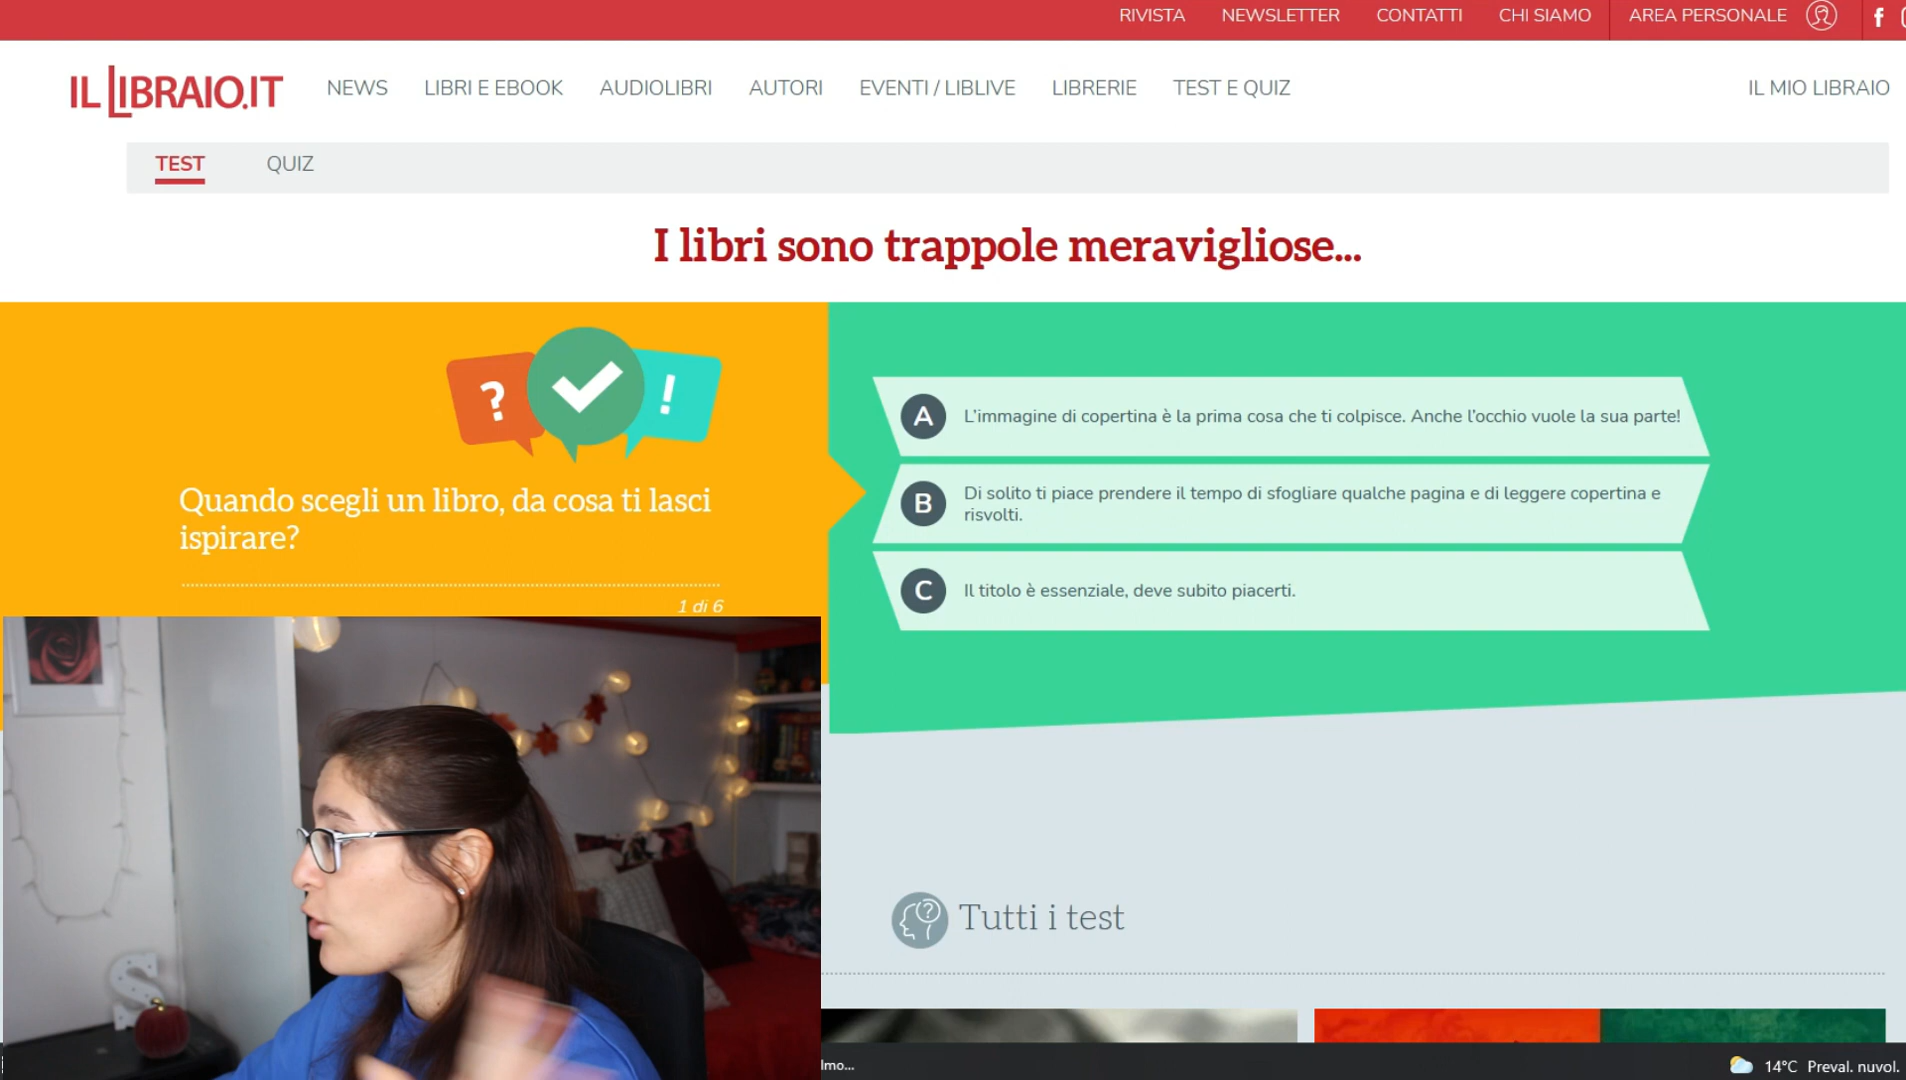 RIVISTA NEWSLETTER CONTATTI CHI SIAMO AREA PERSONALE
IL LIBRAIO.IT NEWS LIBRI E EBOOK AUDIOLIBRI AUTORI EVENTI / LIBLIVE LIBRERIE TEST E QUIZ IL MIO LIBRAIO
TEST QUIZ
I libri sono trappole meravigliose...
? !
Quando scegli un libro, da cosa ti lasci
ispirare?
1 di 6
A L'immagine di copertina è la prima cosa che ti colpisce. Anche l'occhio vuole la sua parte!
B Di solito ti piace prendere il tempo di sfogliare qualche pagina e di leggere copertina e
risvolti.
C Il titolo è essenziale, deve subito piacerti.
Tutti i test
14°C Preval. nuvol.